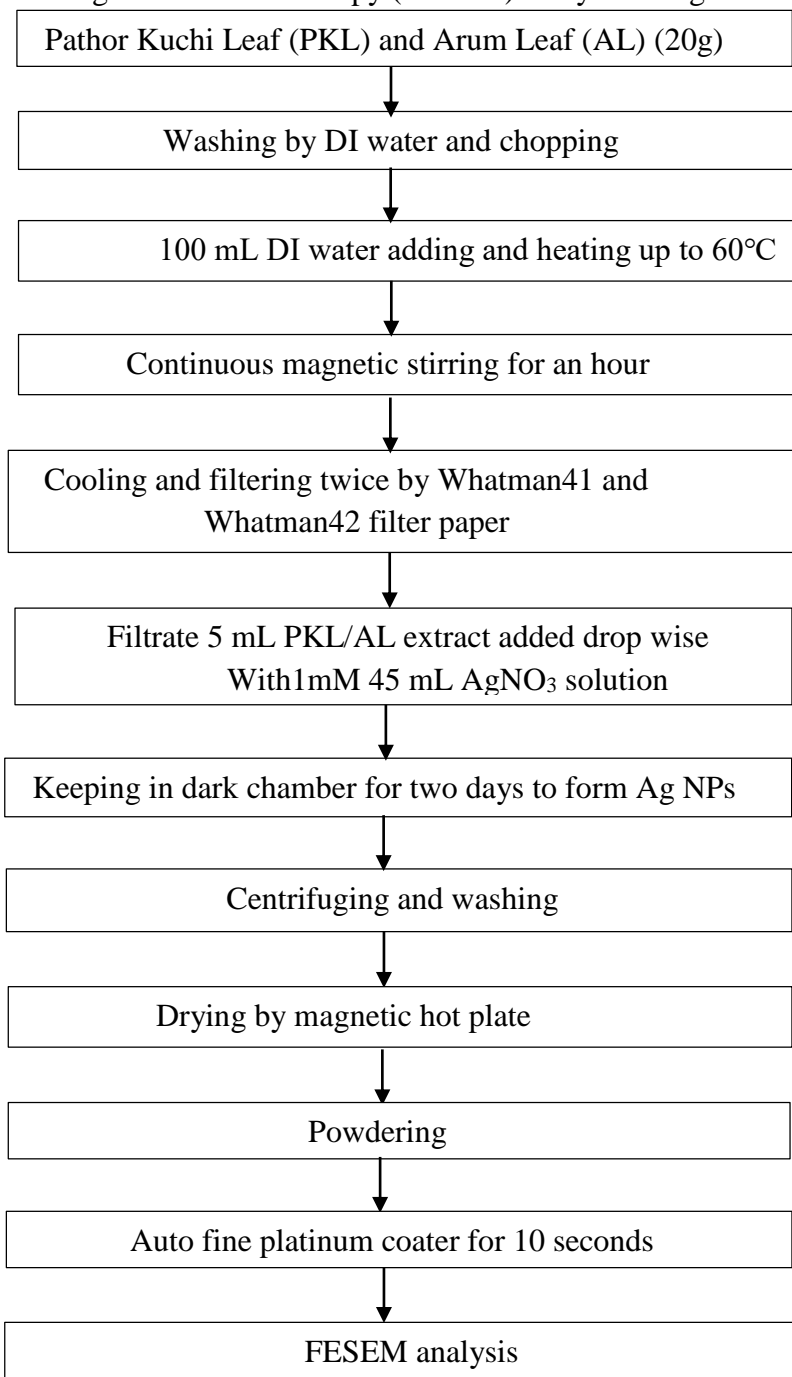 Pathor Kuchi Leaf (PKL) and Arum Leaf (AL) (20g)
Washing by DI water and chopping
100 mL DI water adding and heating up to 60°C
Continuous magnetic stirring for an hour
Cooling and filtering twice by Whatman41 and
Whatman42 filter paper
Filtrate 5 mL PKL/AL extract added drop wise
With1mM 45 mL AgNO₃ solution
Keeping in dark chamber for two days to form Ag NPs
Centrifuging and washing
Drying by magnetic hot plate
Powdering
Auto fine platinum coater for 10 seconds
FESEM analysis